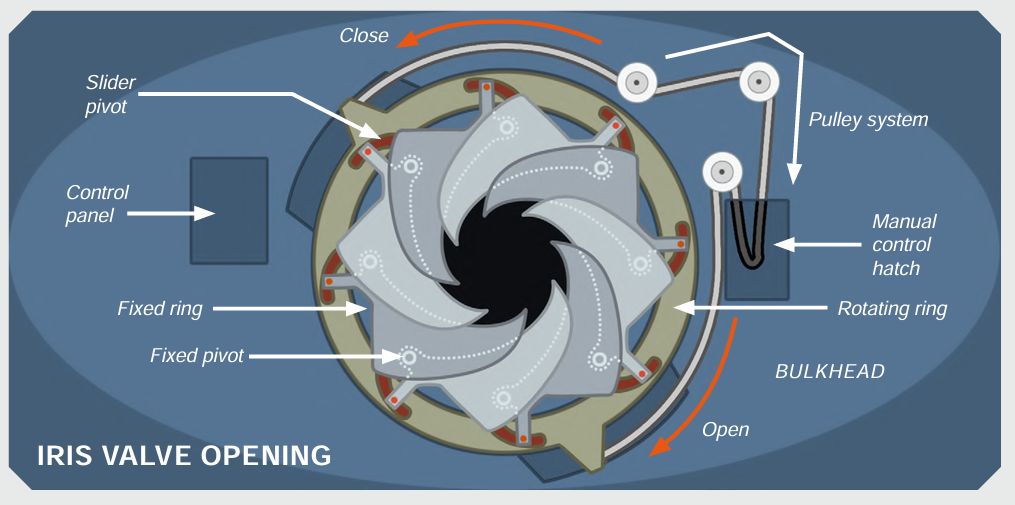 Close
Slider
pivot
Pulley system
Control
panel
Manual
control
hatch
Fixed ring
Rotating ring
Fixed pivot
BULKHEAD
Open
IRIS VALVE OPENING